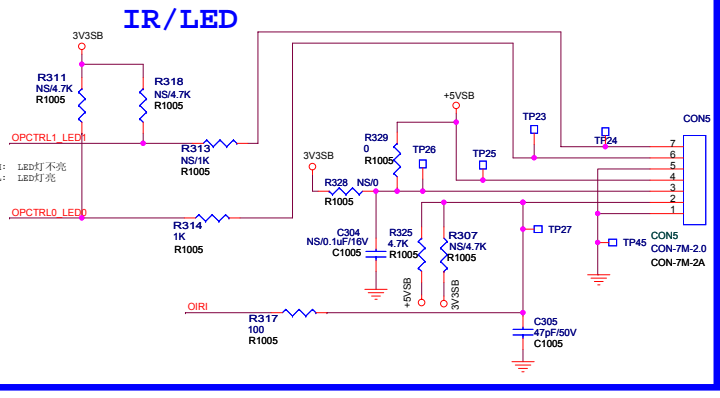 IR/LED
3V3SB
R311
NS/4.7K
R1005
R318
NS/4.7K
R1005
OPCTRL1_LED1
R313
NS/1K
R1005
LED灯不亮
LED灯亮
OPCTRL0_LED0
R314
1K
R1005
3V3SB
R328 NS/0
R1005
R329
0
R1005
+5VSB
TP26
TP25
TP23
TP24
CON5
7
6
5
4
3
2
1
CON5
CON-7M-2.0
CON-7M-2A
TP27
TP45
C304
NS/0.1uF/16V
C1005
R325
4.7K
R1005
R307
NS/4.7K
R1005
+5VSB
3V3SB
OIRI
R317
100
R1005
C305
47pF/50V
C1005